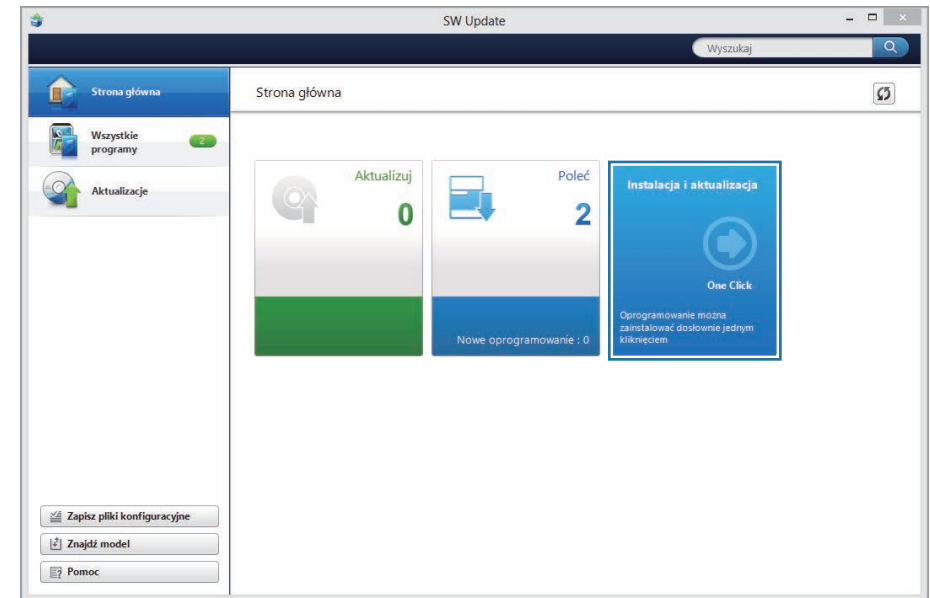 SW Update
Wyszukaj
Strona główna
Wszystkie
programy
2
Aktualizacje
Zapisz pliki konfiguracyjne
Znajdź model
Pomoc
Strona główna
Aktualizuj
0
Poleć
2
Nowe oprogramowanie : 0
Instalacja i aktualizacja
One Click
Oprogramowanie można
zainstalować dosłownie jednym
kliknięciem